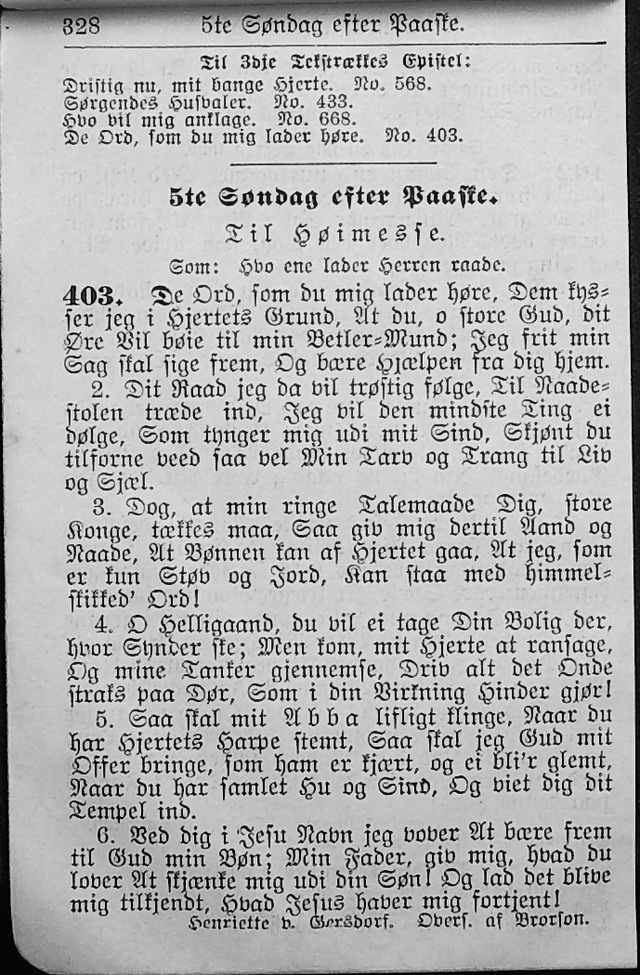 328 5te Søndag efter Paaske.
Til 3dje Tekstrækkes Epistel:
Dristig nu, mit bange Hjerte. No. 568.
Sørgendes Husvaler. No. 433.
Hvo vil mig anklage. No. 668.
De Ord, som du mig lader høre. No. 403.
5te Søndag efter Paaske.
Til Høimesse.
Som: Hvo ene lader Herren raade.
403. De Ord, som du mig lader høre, Dem kys-
ser jeg i Hjertets Grund, At du, o store Gud, dit
Øre Vil bøie til min Betler-Mund; Jeg frit min
Sag skal sige frem, Og bære Hjælpen fra dig hjem.
2. Dit Raad jeg da vil trøstig følge, Til Naade-
stolen træde ind, Jeg vil den mindste Ting ei
dølge, Som tynger mig udi mit Sind, Skjønt du
tilforne veed saa vel Min Tarv og Trang til Liv
og Sjæl.
3. Dog, at min ringe Talemaade Dig, store
Konge, tækkes maa, Saa giv mig dertil Aand og
Naade, At Bønnen kan af Hjertet gaa, At jeg, som
er kun Støv og Jord, Kan staa med himmel-
skikked' Ord!
4. O Helligaand, du vil ei tage Din Bolig der,
hvor Synder ske; Men kom, mit Hjerte at ransage,
Og mine Tanker gjennemse, Driv alt det Onde
straks paa Dør, Som i din Virkning Hinder gjør!
5. Saa skal mit Abba lifligt klinge, Naar du
har Hjertets Harpe stemt, Saa skal jeg Gud mit
Offer bringe, som ham er kjært, og ei bli'r glemt,
Naar du har samlet Hu og Sind, Og viet dig dit
Tempel ind.
6. Ved dig i Jesu Navn jeg vover At bære frem
til Gud min Bøn; Min Fader, giv mig, hvad du
lover At skjænke mig udi din Søn! Og lad det blive
mig tilkjendt, Hvad Jesus haver mig fortjent!
Henriette v. Gersdorf. Overs. af Brorson.